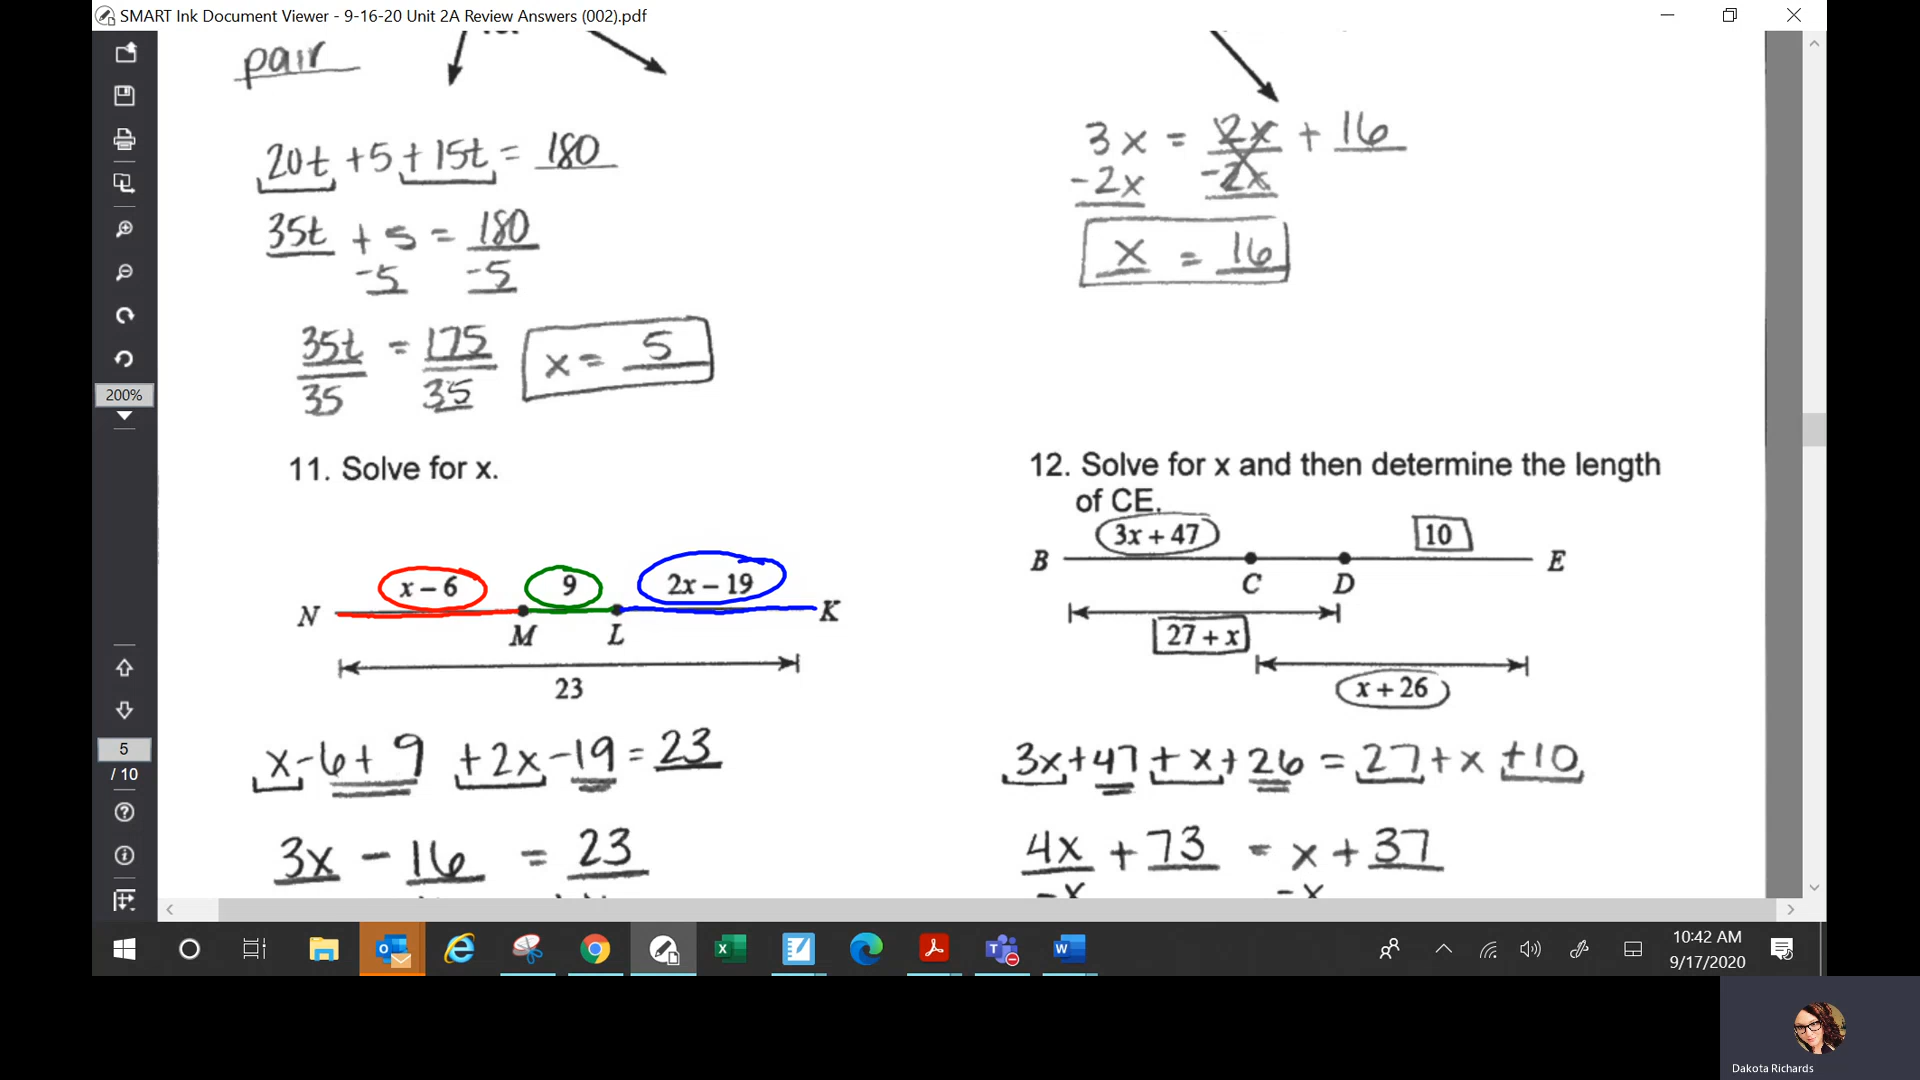 SMART Ink Document Viewer - 9-16-20 Unit 2A Review Answers (002).pdf
pair
20t + 5 + 15t = 180
35t + 5 = 180
-5 -5
35t = 175
35 35
x = 5
3x = 2x + 16
-2x -2x
x = 16
11. Solve for x.
x – 6 9 2x – 19
N M L K
23
x - 6 + 9 + 2x - 19 = 23
3x - 16 = 23
12. Solve for x and then determine the length
of CE.
3x + 47 10
B C D E
27 + x
x + 26
3x + 47 + x + 26 = 27 + x + 10
4x + 73 = x + 37
-x -x
200%
5
/ 10
10:42 AM
9/17/2020
Dakota Richards